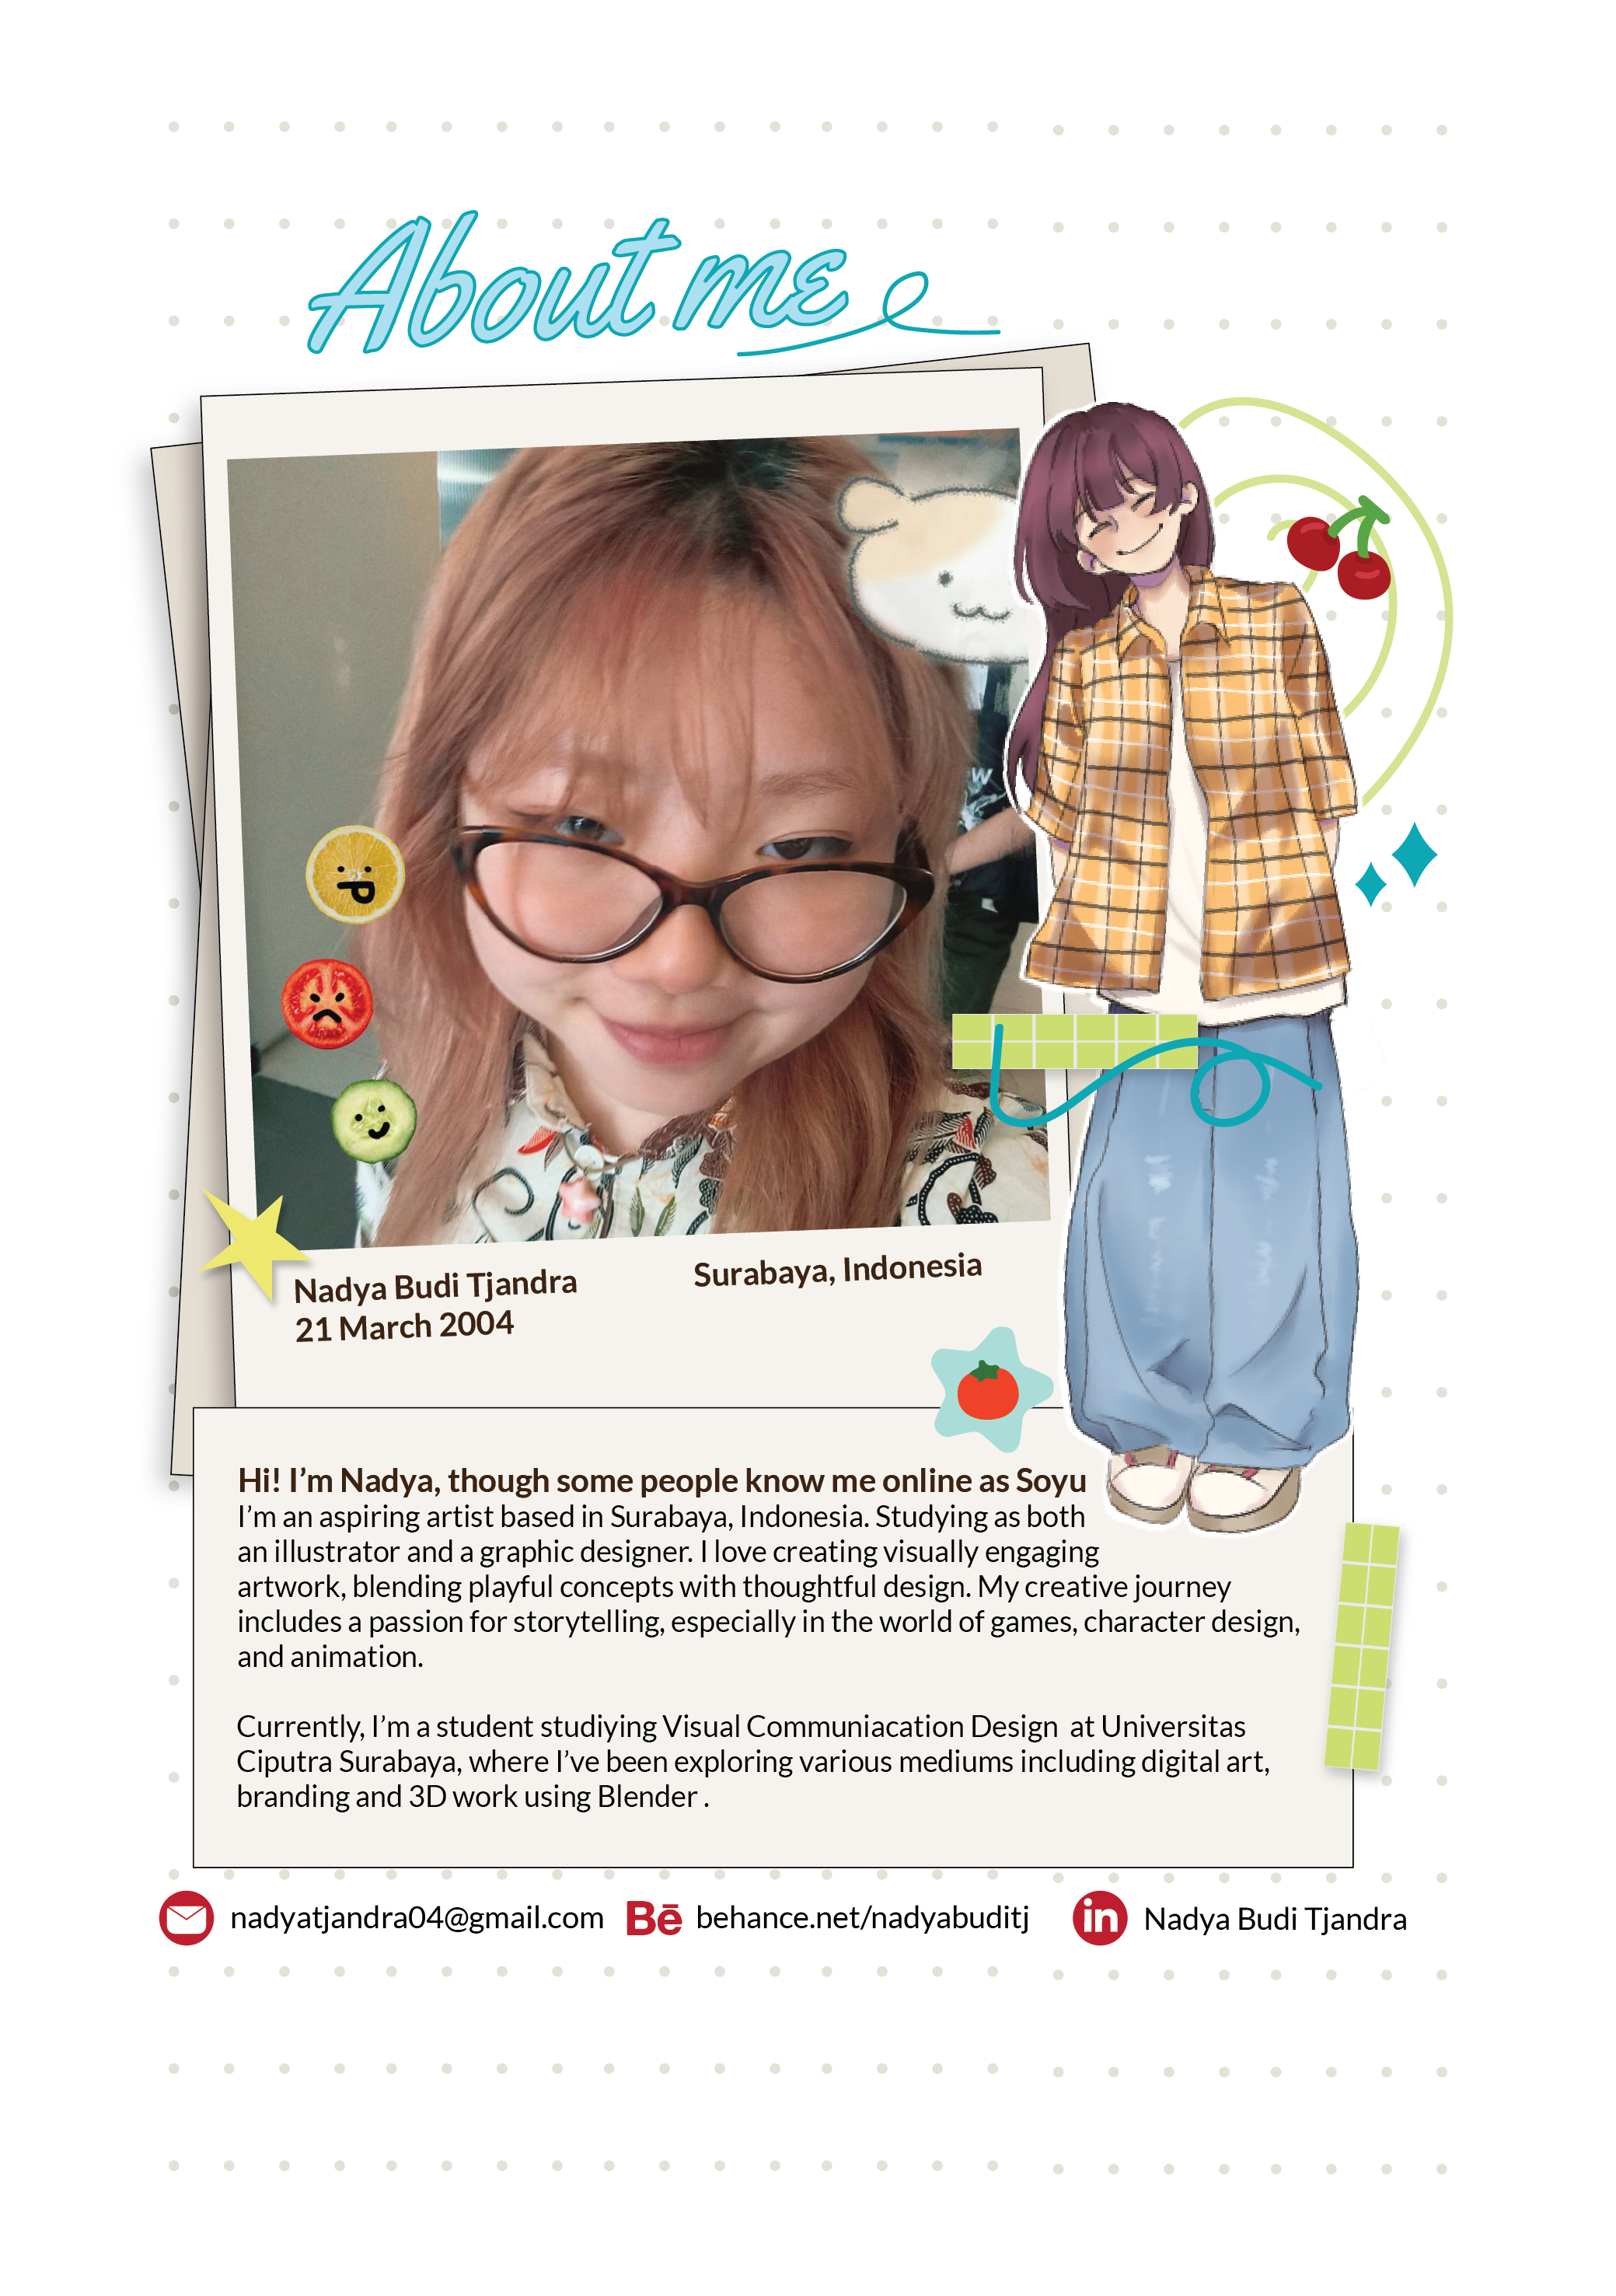 About me
Nadya Budi Tjandra
21 March 2004
Surabaya, Indonesia
Hi! I'm Nadya, though some people know me online as Soyu
I'm an aspiring artist based in Surabaya, Indonesia. Studying as both
an illustrator and a graphic designer. I love creating visually engaging
artwork, blending playful concepts with thoughtful design. My creative journey
includes a passion for storytelling, especially in the world of games, character design,
and animation.
Currently, I'm a student studiying Visual Communiacation Design at Universitas
Ciputra Surabaya, where I've been exploring various mediums including digital art,
branding and 3D work using Blender .
nadyatjandra04@gmail.com
Bē behance.net/nadyabuditj
in Nadya Budi Tjandra